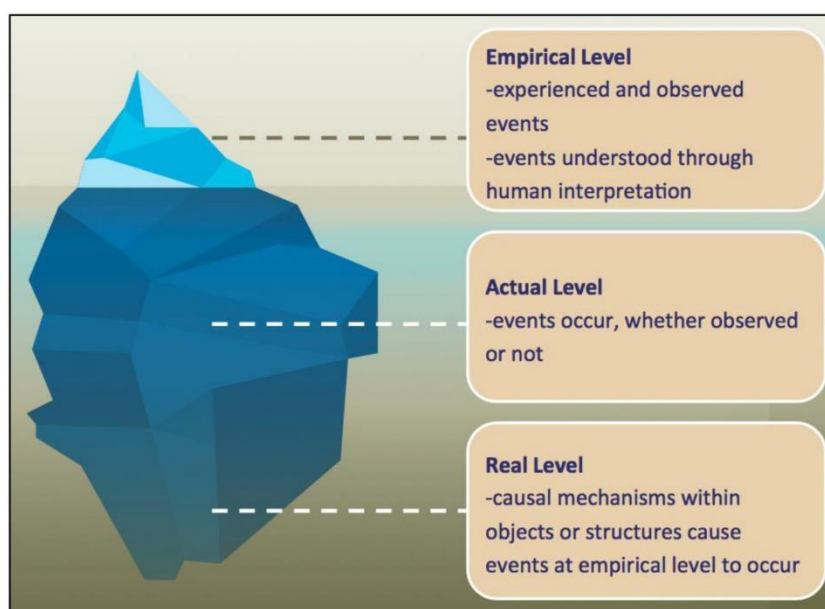 Empirical Level
-experienced and observed
events
-events understood through
human interpretation
Actual Level
-events occur, whether observed
or not
Real Level
-causal mechanisms within
objects or structures cause
events at empirical level to occur